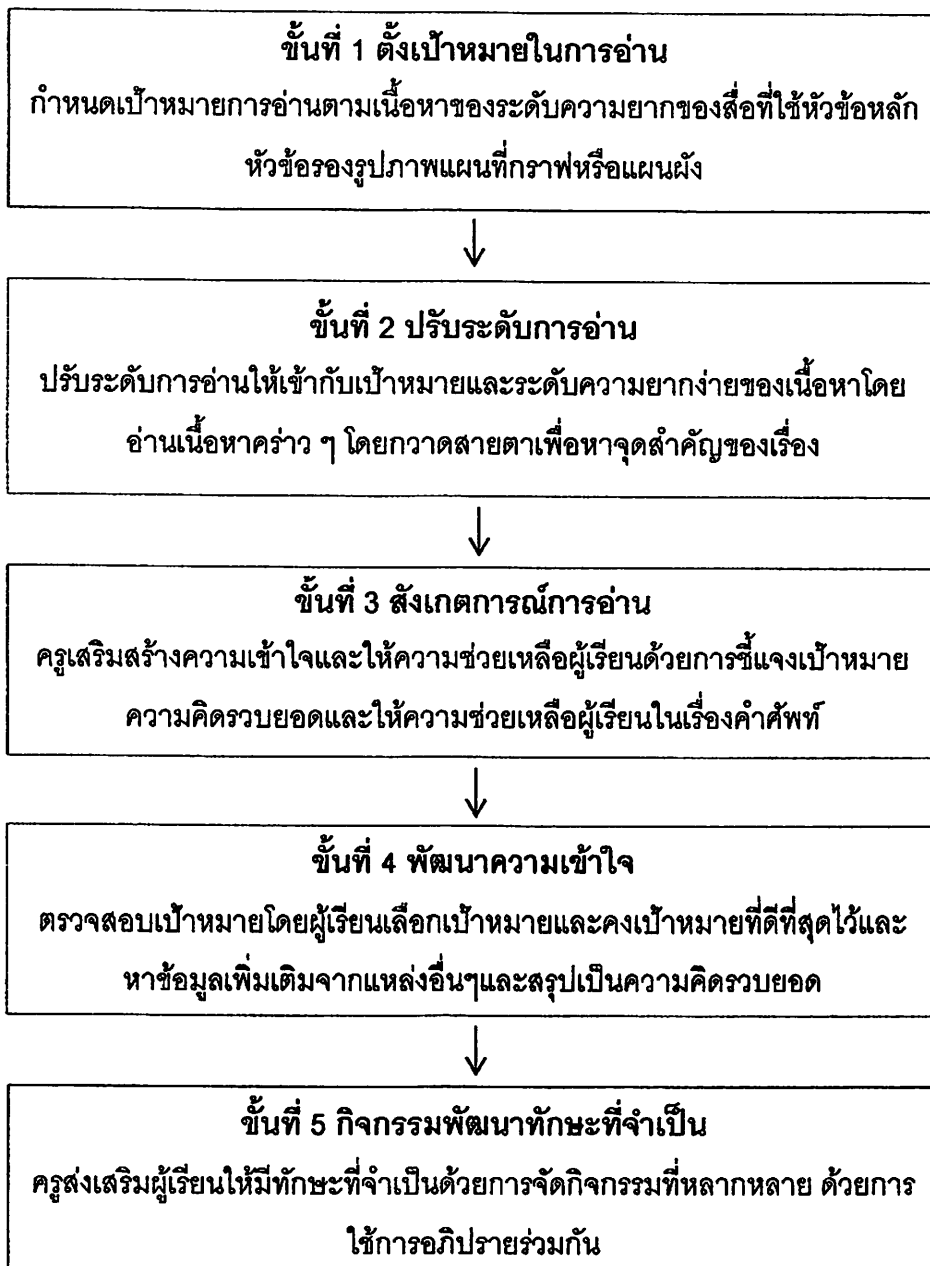 ขั้นที่ 1 ตั้งเป้าหมายในการอ่าน
กำหนดเป้าหมายการอ่านตามเนื้อหาของระดับความยากของสื่อที่ใช้หัวข้อหลัก
หัวข้อรองรูปภาพแผนที่กราฟหรือแผนผัง
ขั้นที่ 2 ปรับระดับการอ่าน
ปรับระดับการอ่านให้เข้ากับเป้าหมายและระดับความยากง่ายของเนื้อหาโดย
อ่านเนื้อหาคร่าว ๆ โดยกวาดสายตาเพื่อหาจุดสำคัญของเรื่อง
ขั้นที่ 3 สังเกตการณ์การอ่าน
ครูเสริมสร้างความเข้าใจและให้ความช่วยเหลือผู้เรียนด้วยการชี้แจงเป้าหมาย
ความคิดรวบยอดและให้ความช่วยเหลือผู้เรียนในเรื่องคำศัพท์
ขั้นที่ 4 พัฒนาความเข้าใจ
ตรวจสอบเป้าหมายโดยผู้เรียนเลือกเป้าหมายและคงเป้าหมายที่ดีที่สุดไว้และ
หาข้อมูลเพิ่มเติมจากแหล่งอื่นๆและสรุปเป็นความคิดรวบยอด
ขั้นที่ 5 กิจกรรมพัฒนาทักษะที่จำเป็น
ครูส่งเสริมผู้เรียนให้มีทักษะที่จำเป็นด้วยการจัดกิจกรรมที่หลากหลาย ด้วยการ
ใช้การอภิปรายร่วมกัน